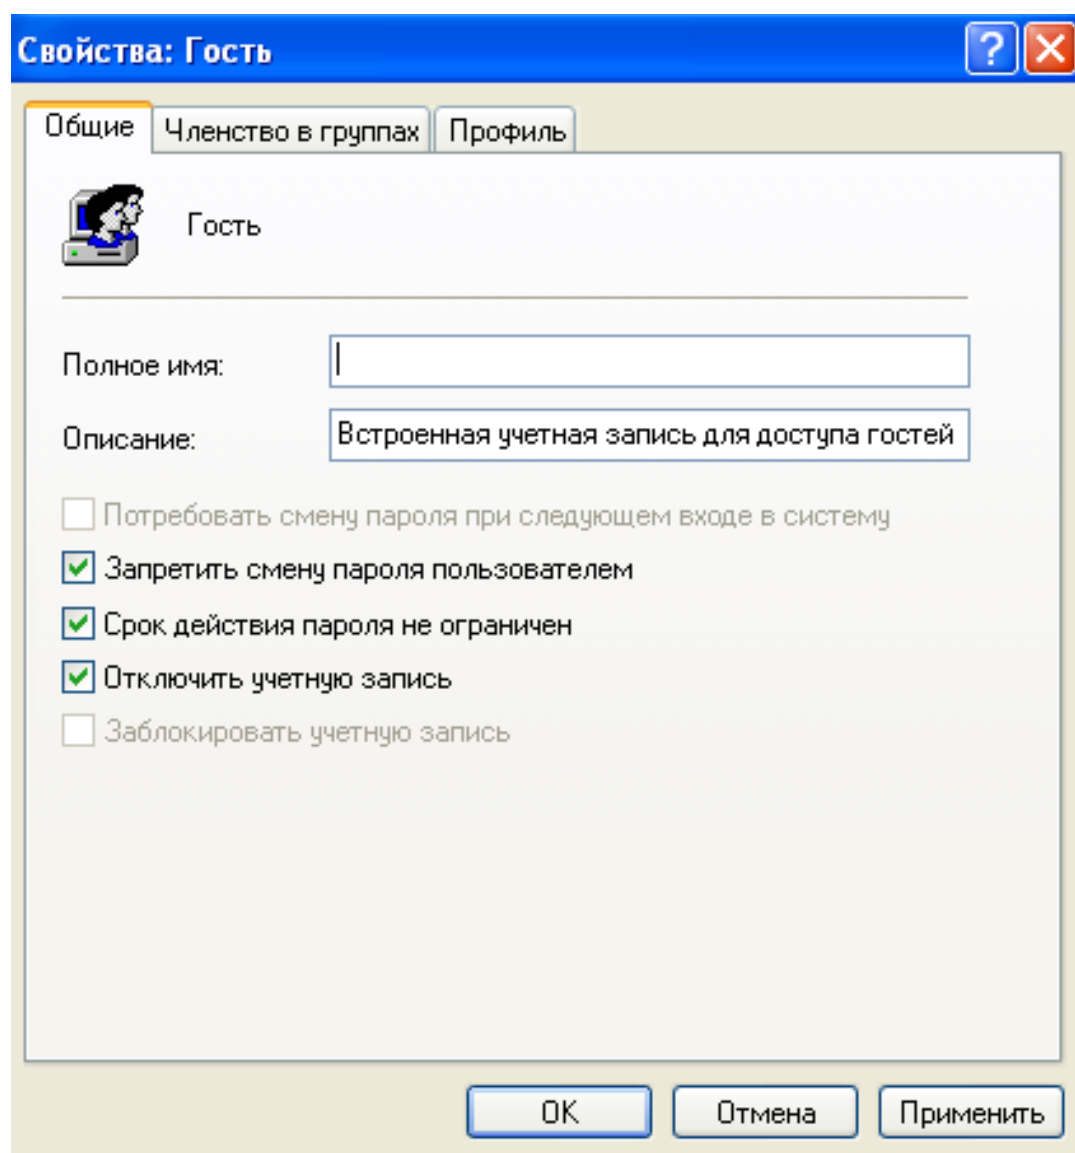 Свойства: Гость
Общие Членство в группах Профиль
Гость
Полное имя:
Описание: Встроенная учетная запись для доступа гостей
Потребовать смену пароля при следующем входе в систему
Запретить смену пароля пользователем
Срок действия пароля не ограничен
Отключить учетную запись
Заблокировать учетную запись
OK Отмена Применить